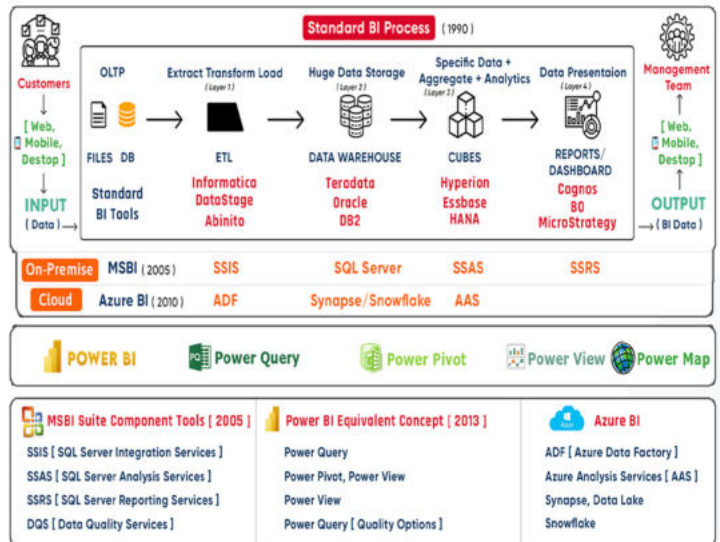 Standard BI Process (1990)
Customers
[ Web,
Mobile,
Destop ]
INPUT
(Data)
OLTP
FILES DB
Standard
BI Tools
Extract Transform Load
(Layer 1)
ETL
Informatica
DataStage
Abinito
Huge Data Storage
(Layer 2)
DATA WAREHOUSE
Teradata
Oracle
DB2
Specific Data +
Aggregate + Analytics
(Layer 3)
CUBES
Hyperion
Essbase
HANA
Data Presentaion
(Layer 4)
REPORTS/
DASHBOARD
Cognos
BO
MicroStrategy
Management
Team
[ Web,
Mobile,
Destop ]
OUTPUT
(BI Data)
On-Premise MSBI (2005) SSIS SQL Server SSAS SSRS
Cloud Azure BI (2010) ADF Synapse/Snowflake AAS
POWER BI PQ Power Query Power Pivot Power View Power Map
MSBI Suite Component Tools [ 2005 ]
SSIS [ SQL Server Integration Services ]
SSAS [ SQL Server Analysis Services ]
SSRS [ SQL Server Reporting Services ]
DQS [ Data Quality Services ]
Power BI Equivalent Concept [ 2013 ]
Power Query
Power Pivot, Power View
Power View
Power Query [ Quality Options ]
Azure BI
ADF [ Azure Data Factory ]
Azure Analysis Services [ AAS ]
Synapse, Data Lake
Snowflake